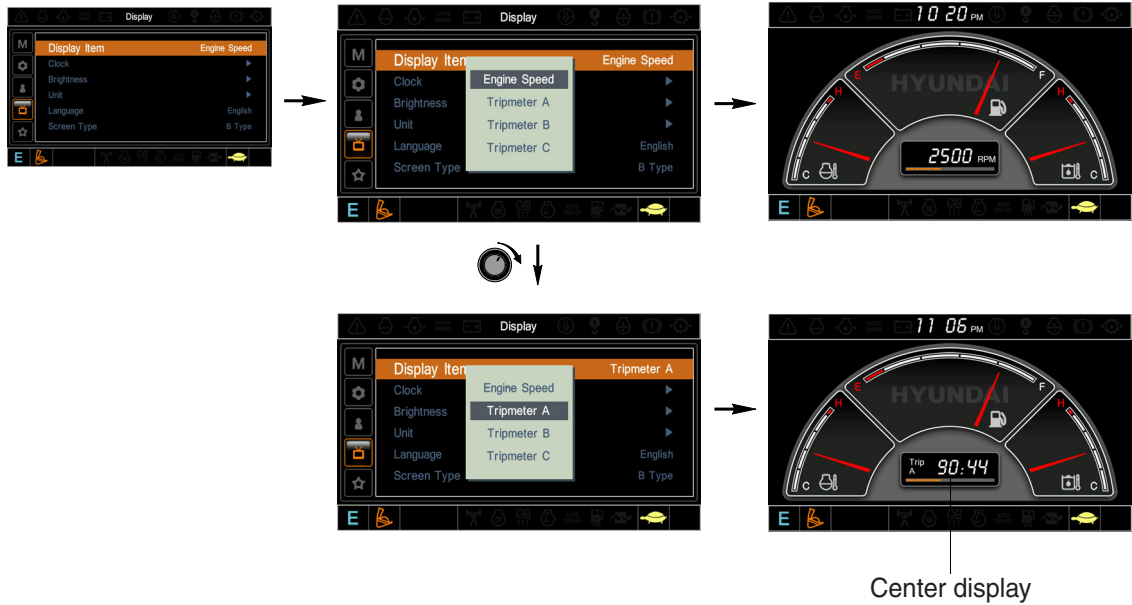 Display
M
Display Item Engine Speed
Clock
Brightness
Unit
Language English
Screen Type B Type
E
Display
M
Display Iten Engine Speed
Engine Speed
Clock
Tripmeter A
Brightness
Tripmeter B
Unit
Tripmeter C
Language English
Screen Type B Type
E
10 20 PM
HYUNDAI
E F
H H
2500 RPM
C C
E
Display
M
Display Iten Tripmeter A
Engine Speed
Clock
Tripmeter A
Brightness
Tripmeter B
Unit
Tripmeter C
Language English
Screen Type B Type
E
11 06 PM
HYUNDAI
E F
H H
Trip
A 90:44
C C
E
Center display